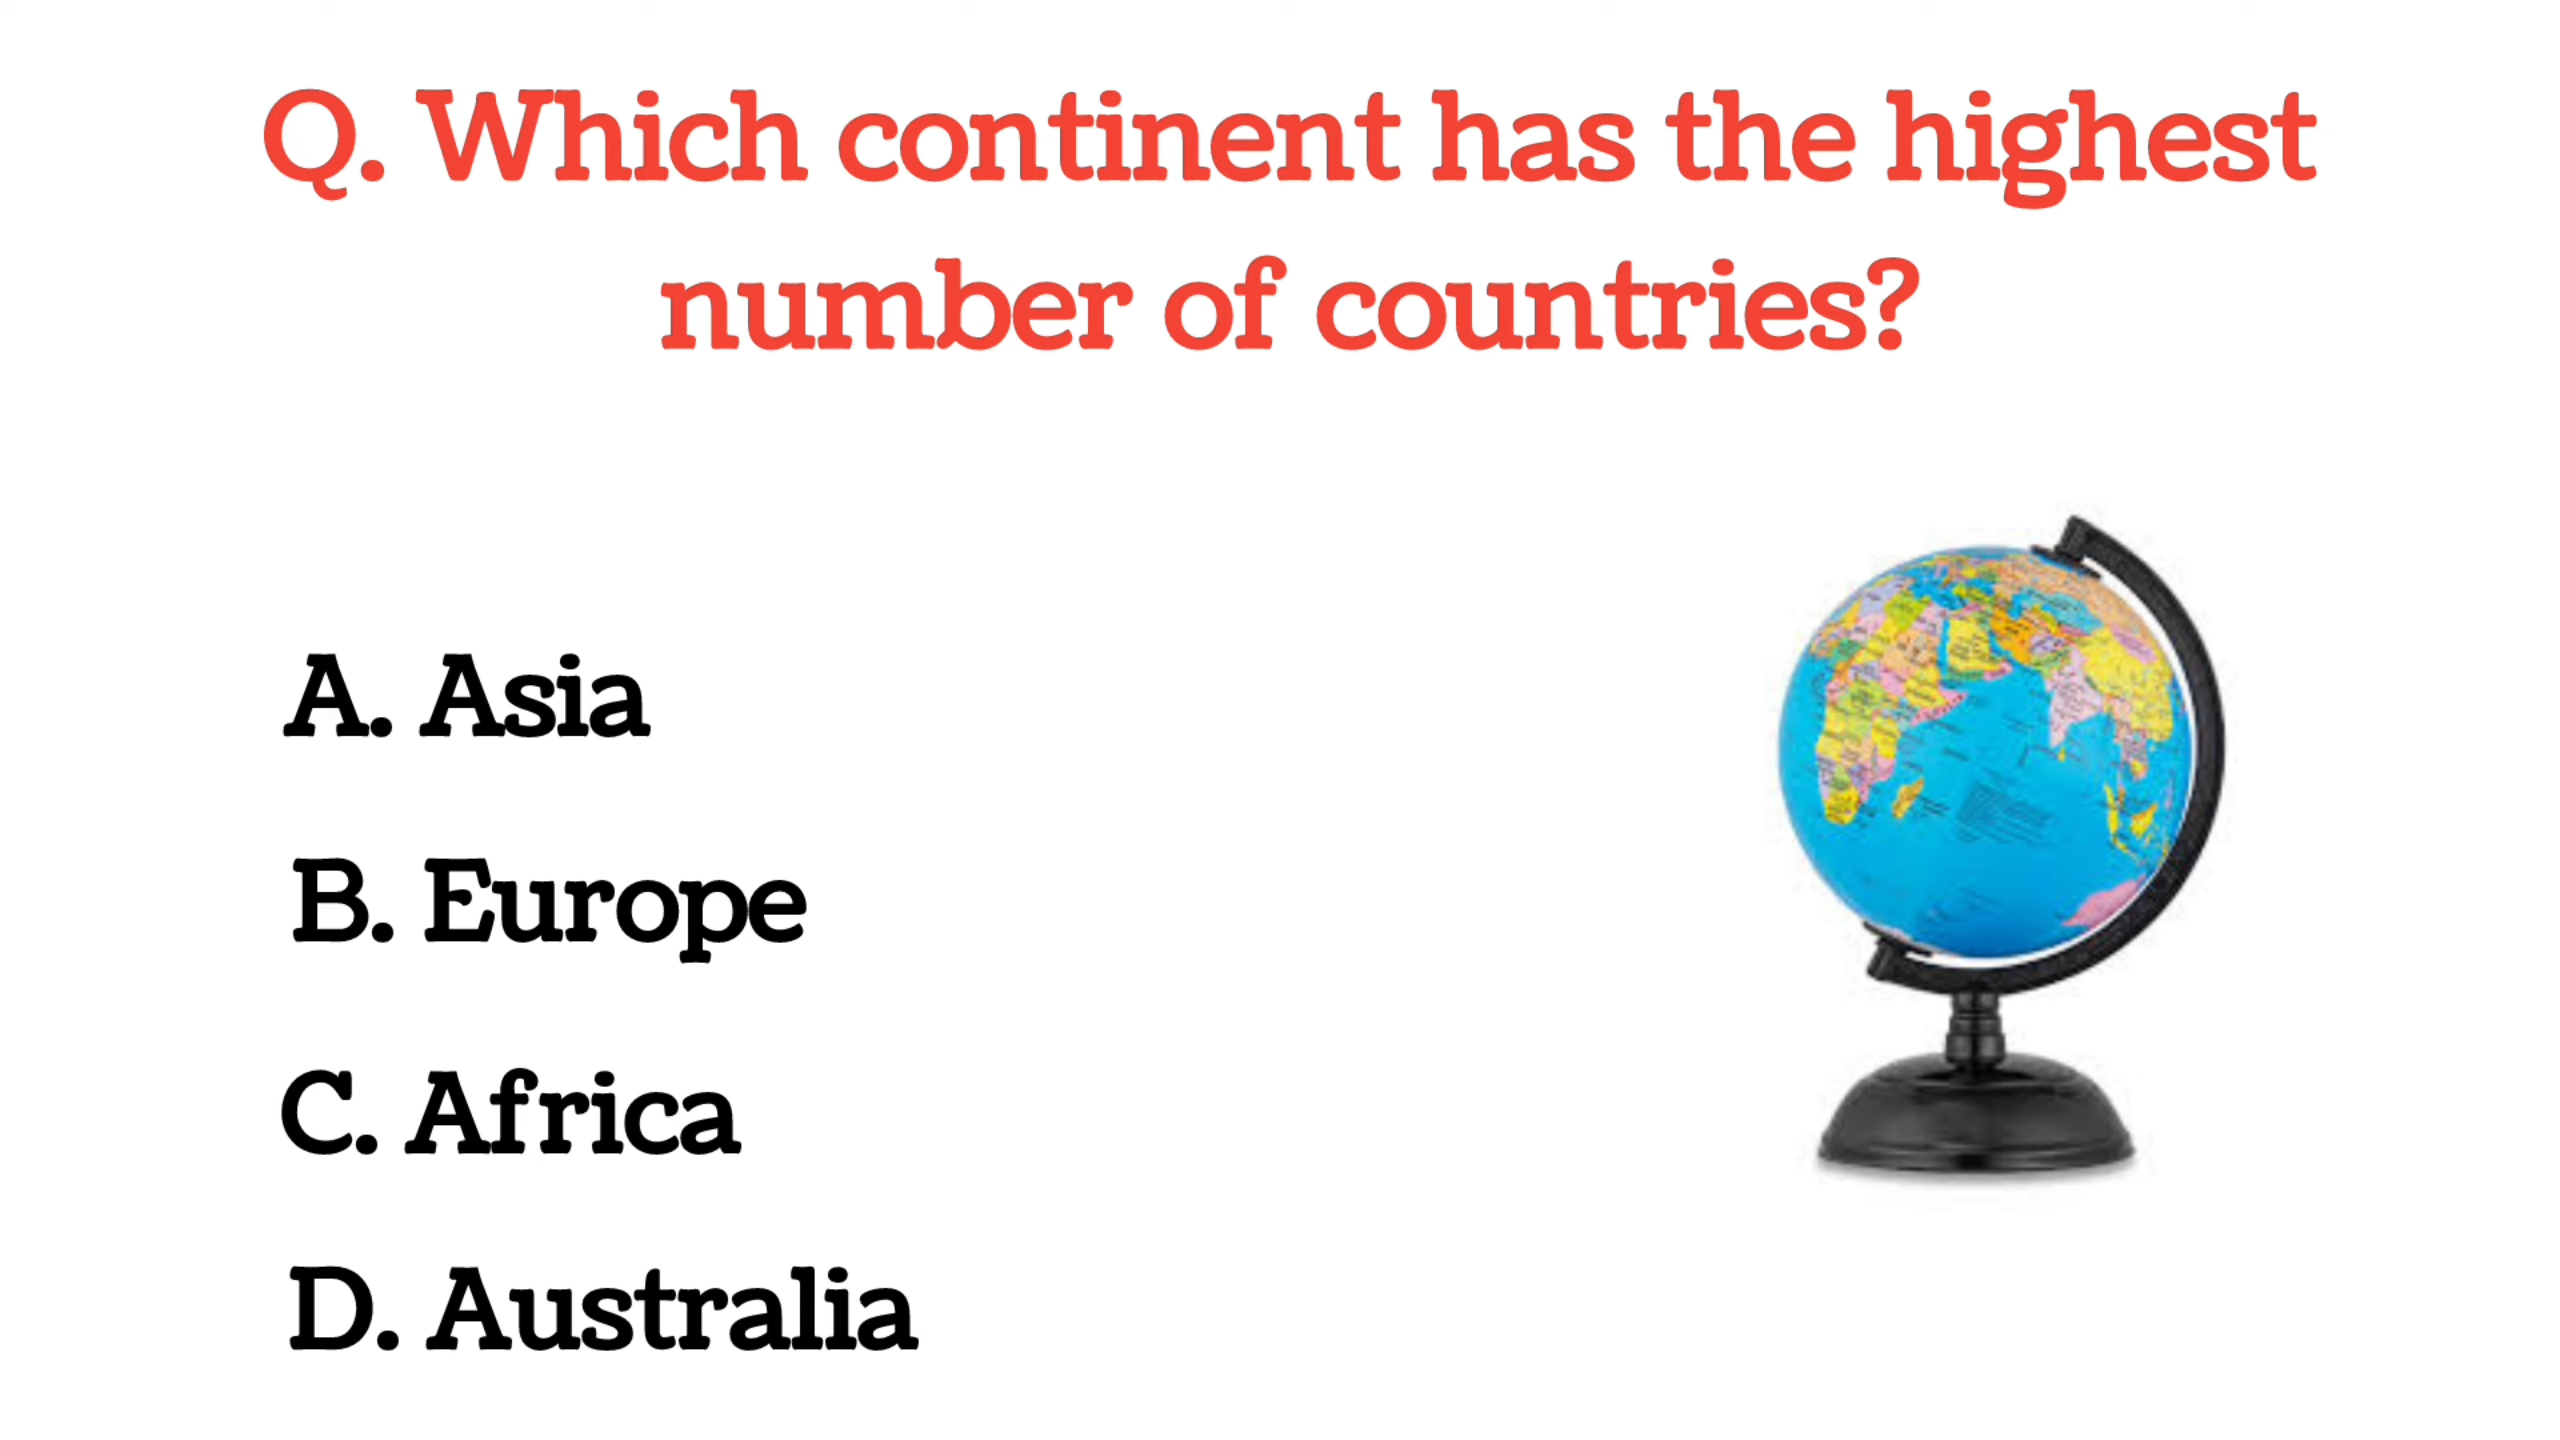 Q. Which continent has the highest
number of countries?
A. Asia
B. Europe
C. Africa
D. Australia